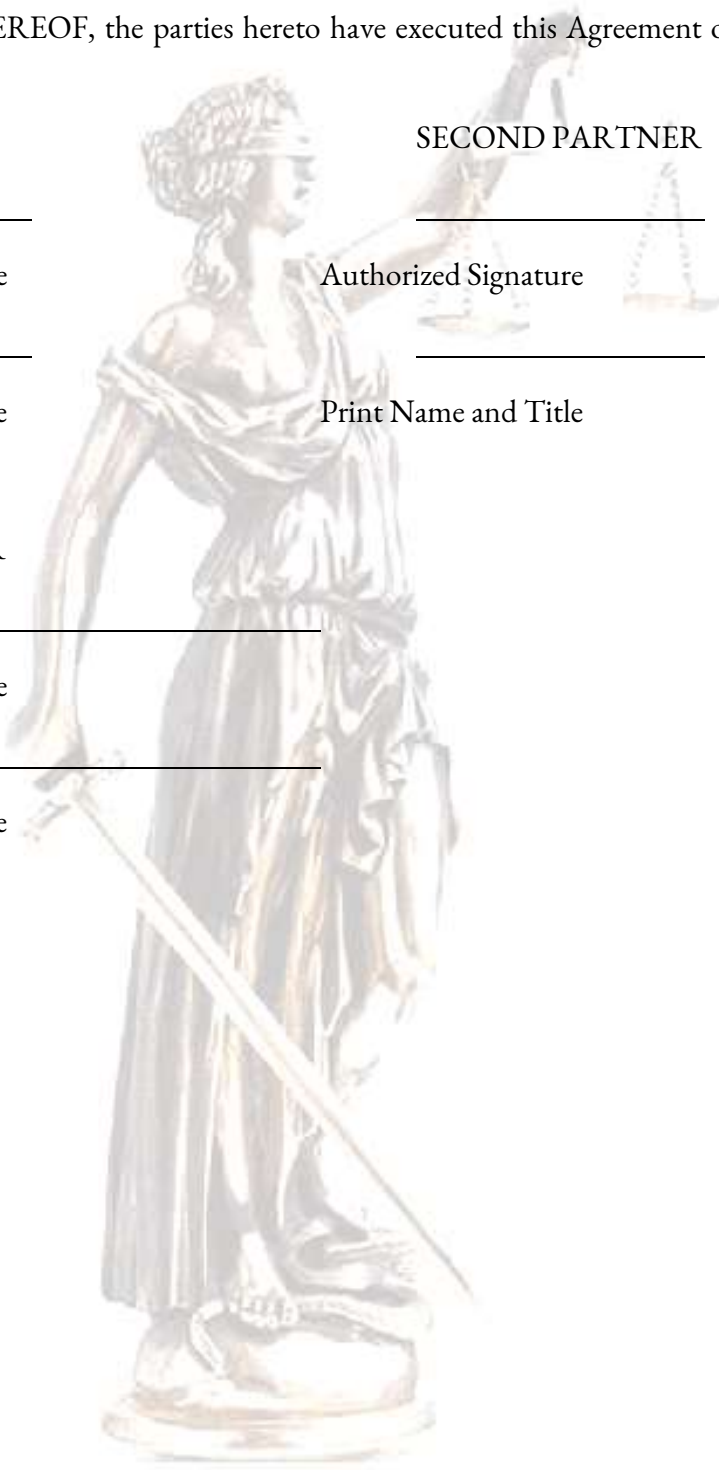 EREOF, the parties hereto have executed this Agreement o
SECOND PARTNER
e Authorized Signature
e Print Name and Title
e
e